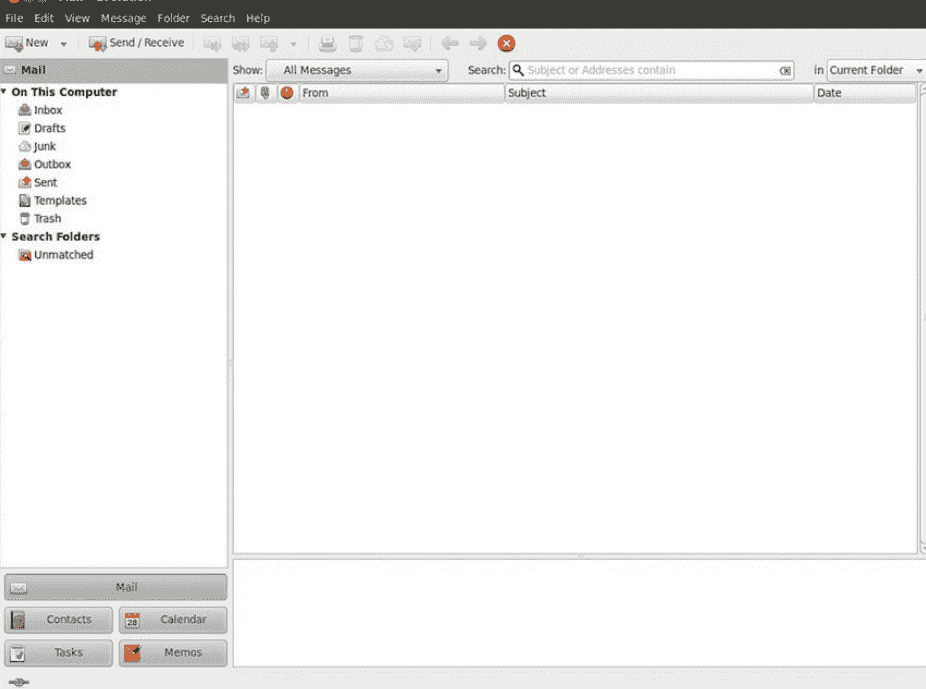 File Edit View Message Folder Search Help
New Send / Receive
Mail
Show: All Messages Search: Subject or Addresses contain in Current Folder
On This Computer
From Subject Date
Inbox
Drafts
Junk
Outbox
Sent
Templates
Trash
Search Folders
Unmatched
Mail
Contacts Calendar
28
Tasks Memos